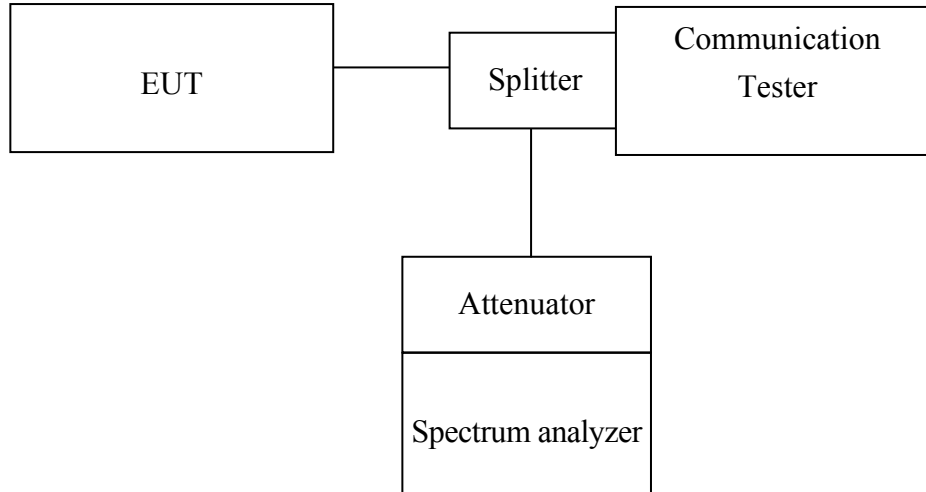 EUT
Splitter
Communication
Tester
Attenuator
Spectrum analyzer